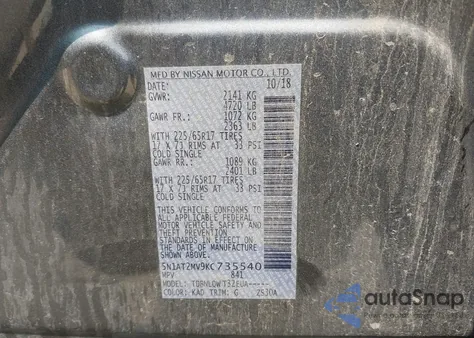 MFD BY NISSAN MOTOR CO., LTD.
DATE: 10/18
GVWR: 2141 KG
4720 LB
GAWR FR.: 1072 KG
2363 LB
WITH 225/65R17 TIRES
17 X 7J RIMS AT 33 PSI
COLD SINGLE
GAWR RR.: 1089 KG
2401 LB
WITH 225/65R17 TIRES
17 X 7J RIMS AT 33 PSI
COLD SINGLE
THIS VEHICLE CONFORMS TO
ALL APPLICABLE FEDERAL
MOTOR VEHICLE SAFETY AND
THEFT PREVENTION
STANDARDS IN EFFECT ON
THE DATE OF MANUFACTURE
SHOWN ABOVE.
5N1AT2MV9KC735540
MPV 841
MODEL:
COLOR: KAD TRIM: G
autoSnap
POWERED BY AUTOBIDMASTER